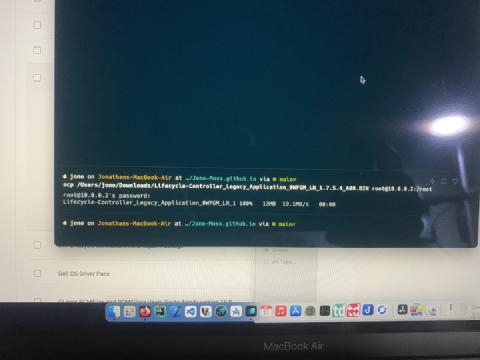 jono on Jonathans-MacBook-Air at …/Jono-Moss.github.io via main
scp /Users/jono/Downloads/Lifecycle-Controller_Legacy_Application_0WFGM_LN_1.7.5.4_A00.BIN root@10.0.0.2:/root
root@10.0.0.2's password:
Lifecycle-Controller_Legacy_Application_0WFGM_LN_1 100% 13MB 19.1MB/s 00:00
jono on Jonathans-MacBook-Air at …/Jono-Moss.github.io via main
Dell OS Driver Pack
MacBook Air